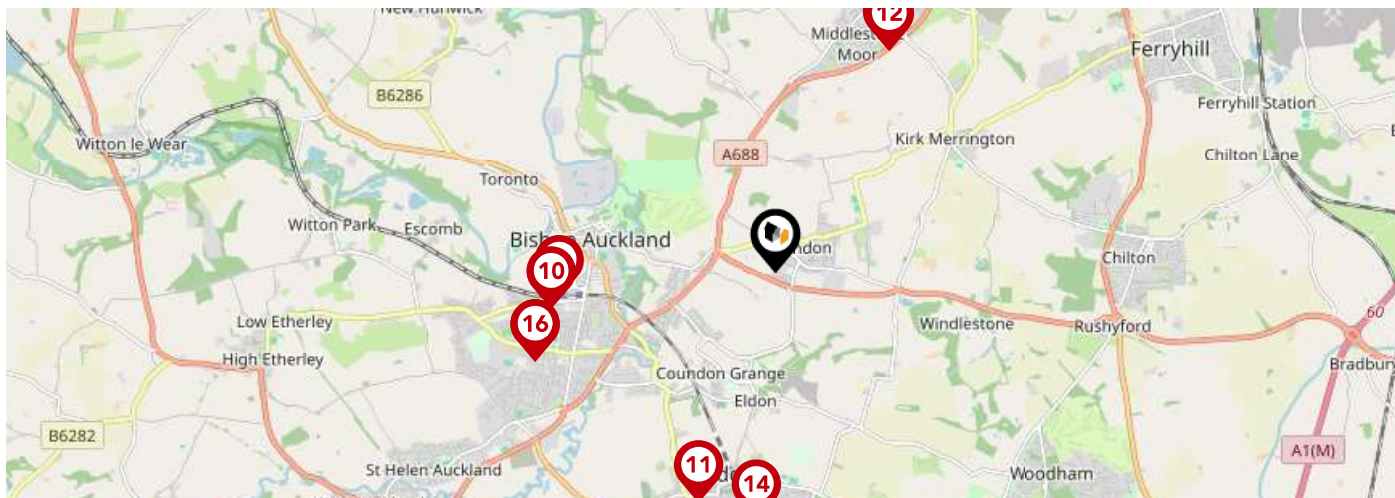 New Hunwick
12
Middlestone
Moor
Ferryhill
B6286
Ferryhill Station
Witton le Wear
Kirk Merrington
A688
Chilton Lane
Toronto
Witton Park
Escomb
Auckland
Chilton
10
60
Low Etherley
16
Windlestone
Rushyford
High Etherley
Bradbury
Coundon Grange
Eldon
B6282
A1(M)
St Helen Auckland
11
14
Woodham